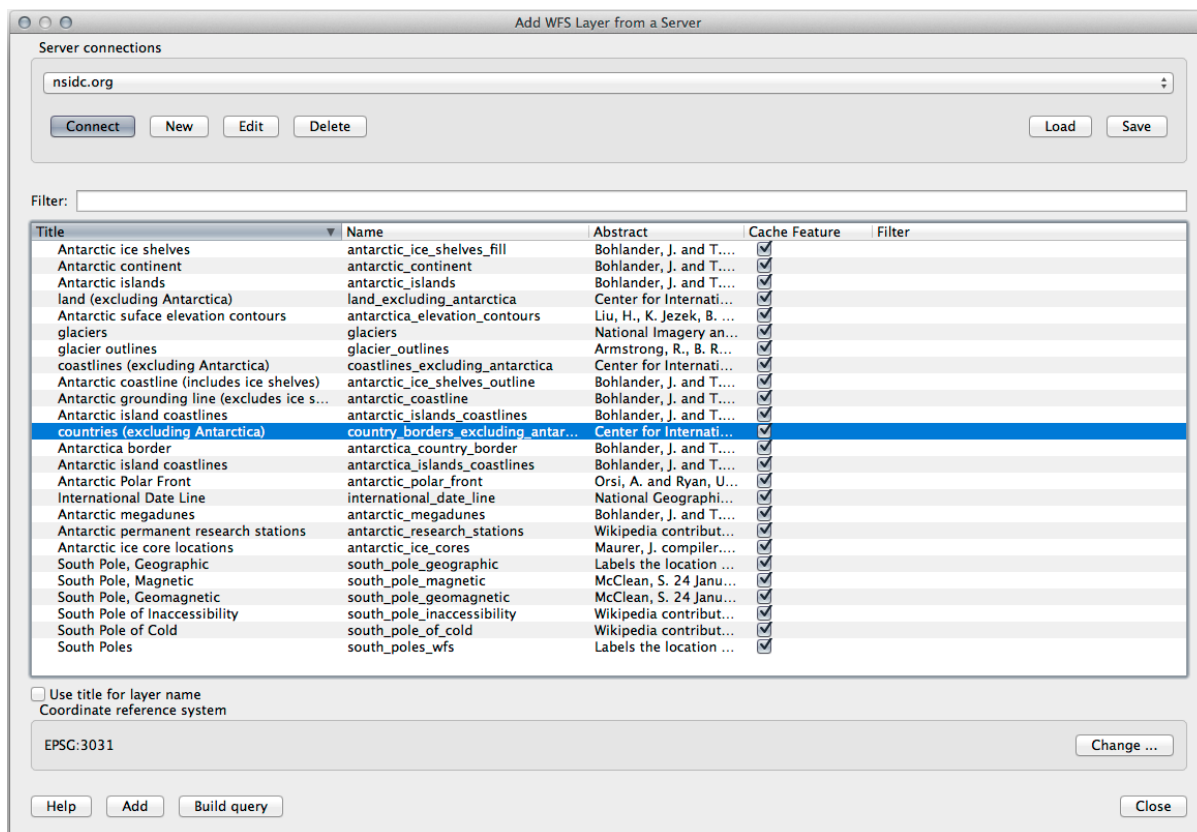 Add WFS Layer from a Server
Server connections
nsidc.org
Connect New Edit Delete Load Save
Filter:
Title Name Abstract Cache Feature Filter
Antarctic ice shelves antarctic_ice_shelves_fill Bohlander, J. and T....
Antarctic continent antarctic_continent Bohlander, J. and T....
Antarctic islands antarctic_islands Bohlander, J. and T....
land (excluding Antarctica) land_excluding_antarctica Center for Internati...
Antarctic suface elevation contours antarctica_elevation_contours Liu, H., K. Jezek, B. ...
glaciers glaciers National Imagery an...
glacier outlines glacier_outlines Armstrong, R., B. R...
coastlines (excluding Antarctica) coastlines_excluding_antarctica Center for Internati...
Antarctic coastline (includes ice shelves) antarctic_ice_shelves_outline Bohlander, J. and T....
Antarctic grounding line (excludes ice s... antarctic_coastline Bohlander, J. and T....
Antarctic island coastlines antarctic_islands_coastlines Bohlander, J. and T....
countries (excluding Antarctica) country_borders_excluding_antar... Center for Internati...
Antarctica border antarctica_country_border Bohlander, J. and T....
Antarctic island coastlines antarctica_islands_coastlines Bohlander, J. and T....
Antarctic Polar Front antarctic_polar_front Orsi, A. and Ryan, U...
International Date Line international_date_line National Geographi...
Antarctic megadunes antarctic_megadunes Bohlander, J. and T....
Antarctic permanent research stations antarctic_research_stations Wikipedia contribut...
Antarctic ice core locations antarctic_ice_cores Maurer, J. compiler....
South Pole, Geographic south_pole_geographic Labels the location ...
South Pole, Magnetic south_pole_magnetic McClean, S. 24 Janu...
South Pole, Geomagnetic south_pole_geomagnetic McClean, S. 24 Janu...
South Pole of Inaccessibility south_pole_inaccessibility Wikipedia contribut...
South Pole of Cold south_pole_of_cold Wikipedia contribut...
South Poles south_poles_wfs Labels the location ...
Use title for layer name
Coordinate reference system
EPSG:3031 Change ...
Help Add Build query Close